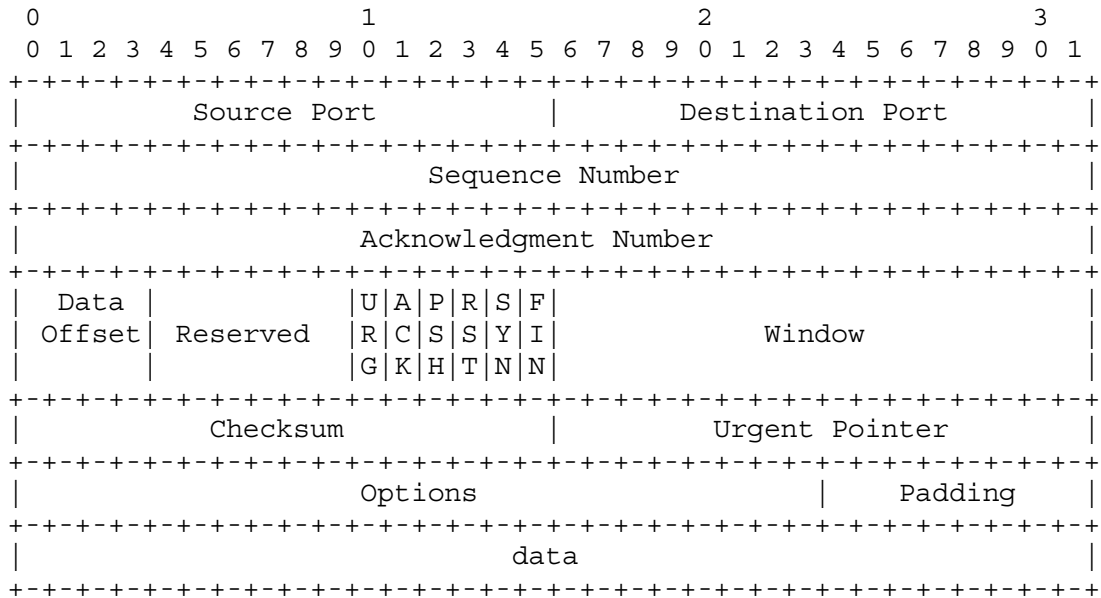 0                   1                   2                   3
 0 1 2 3 4 5 6 7 8 9 0 1 2 3 4 5 6 7 8 9 0 1 2 3 4 5 6 7 8 9 0 1
+-+-+-+-+-+-+-+-+-+-+-+-+-+-+-+-+-+-+-+-+-+-+-+-+-+-+-+-+-+-+-+-+
|          Source Port          |       Destination Port        |
+-+-+-+-+-+-+-+-+-+-+-+-+-+-+-+-+-+-+-+-+-+-+-+-+-+-+-+-+-+-+-+-+
|                        Sequence Number                        |
+-+-+-+-+-+-+-+-+-+-+-+-+-+-+-+-+-+-+-+-+-+-+-+-+-+-+-+-+-+-+-+-+
|                    Acknowledgment Number                      |
+-+-+-+-+-+-+-+-+-+-+-+-+-+-+-+-+-+-+-+-+-+-+-+-+-+-+-+-+-+-+-+-+
|  Data |           |U|A|P|R|S|F|                               |
| Offset| Reserved  |R|C|S|S|Y|I|            Window             |
|       |           |G|K|H|T|N|N|                               |
+-+-+-+-+-+-+-+-+-+-+-+-+-+-+-+-+-+-+-+-+-+-+-+-+-+-+-+-+-+-+-+-+
|           Checksum            |         Urgent Pointer        |
+-+-+-+-+-+-+-+-+-+-+-+-+-+-+-+-+-+-+-+-+-+-+-+-+-+-+-+-+-+-+-+-+
|                    Options                    |    Padding    |
+-+-+-+-+-+-+-+-+-+-+-+-+-+-+-+-+-+-+-+-+-+-+-+-+-+-+-+-+-+-+-+-+
|                             data                              |
+-+-+-+-+-+-+-+-+-+-+-+-+-+-+-+-+-+-+-+-+-+-+-+-+-+-+-+-+-+-+-+-+